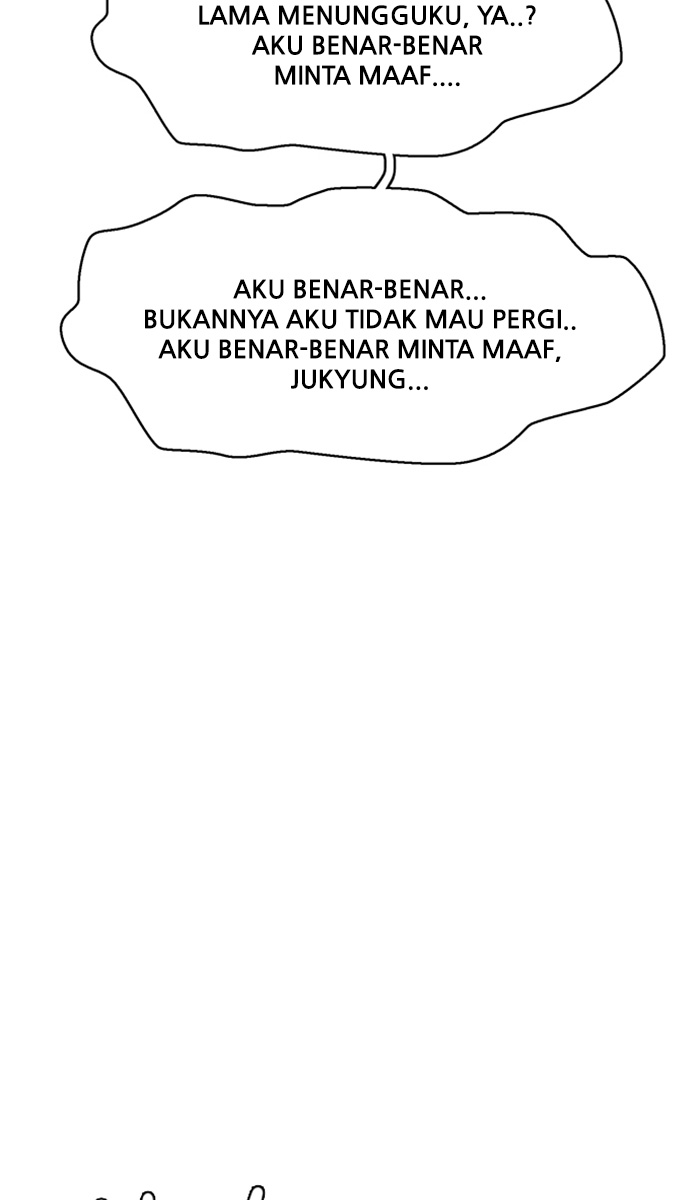 LAMA MENUNGGUKU, YA..?
AKU BENAR-BENAR
MINTA MAAF....
AKU BENAR-BENAR...
BUKANNYA AKU TIDAK MAU PERGI..
AKU BENAR-BENAR MINTA MAAF,
JUKYUNG...